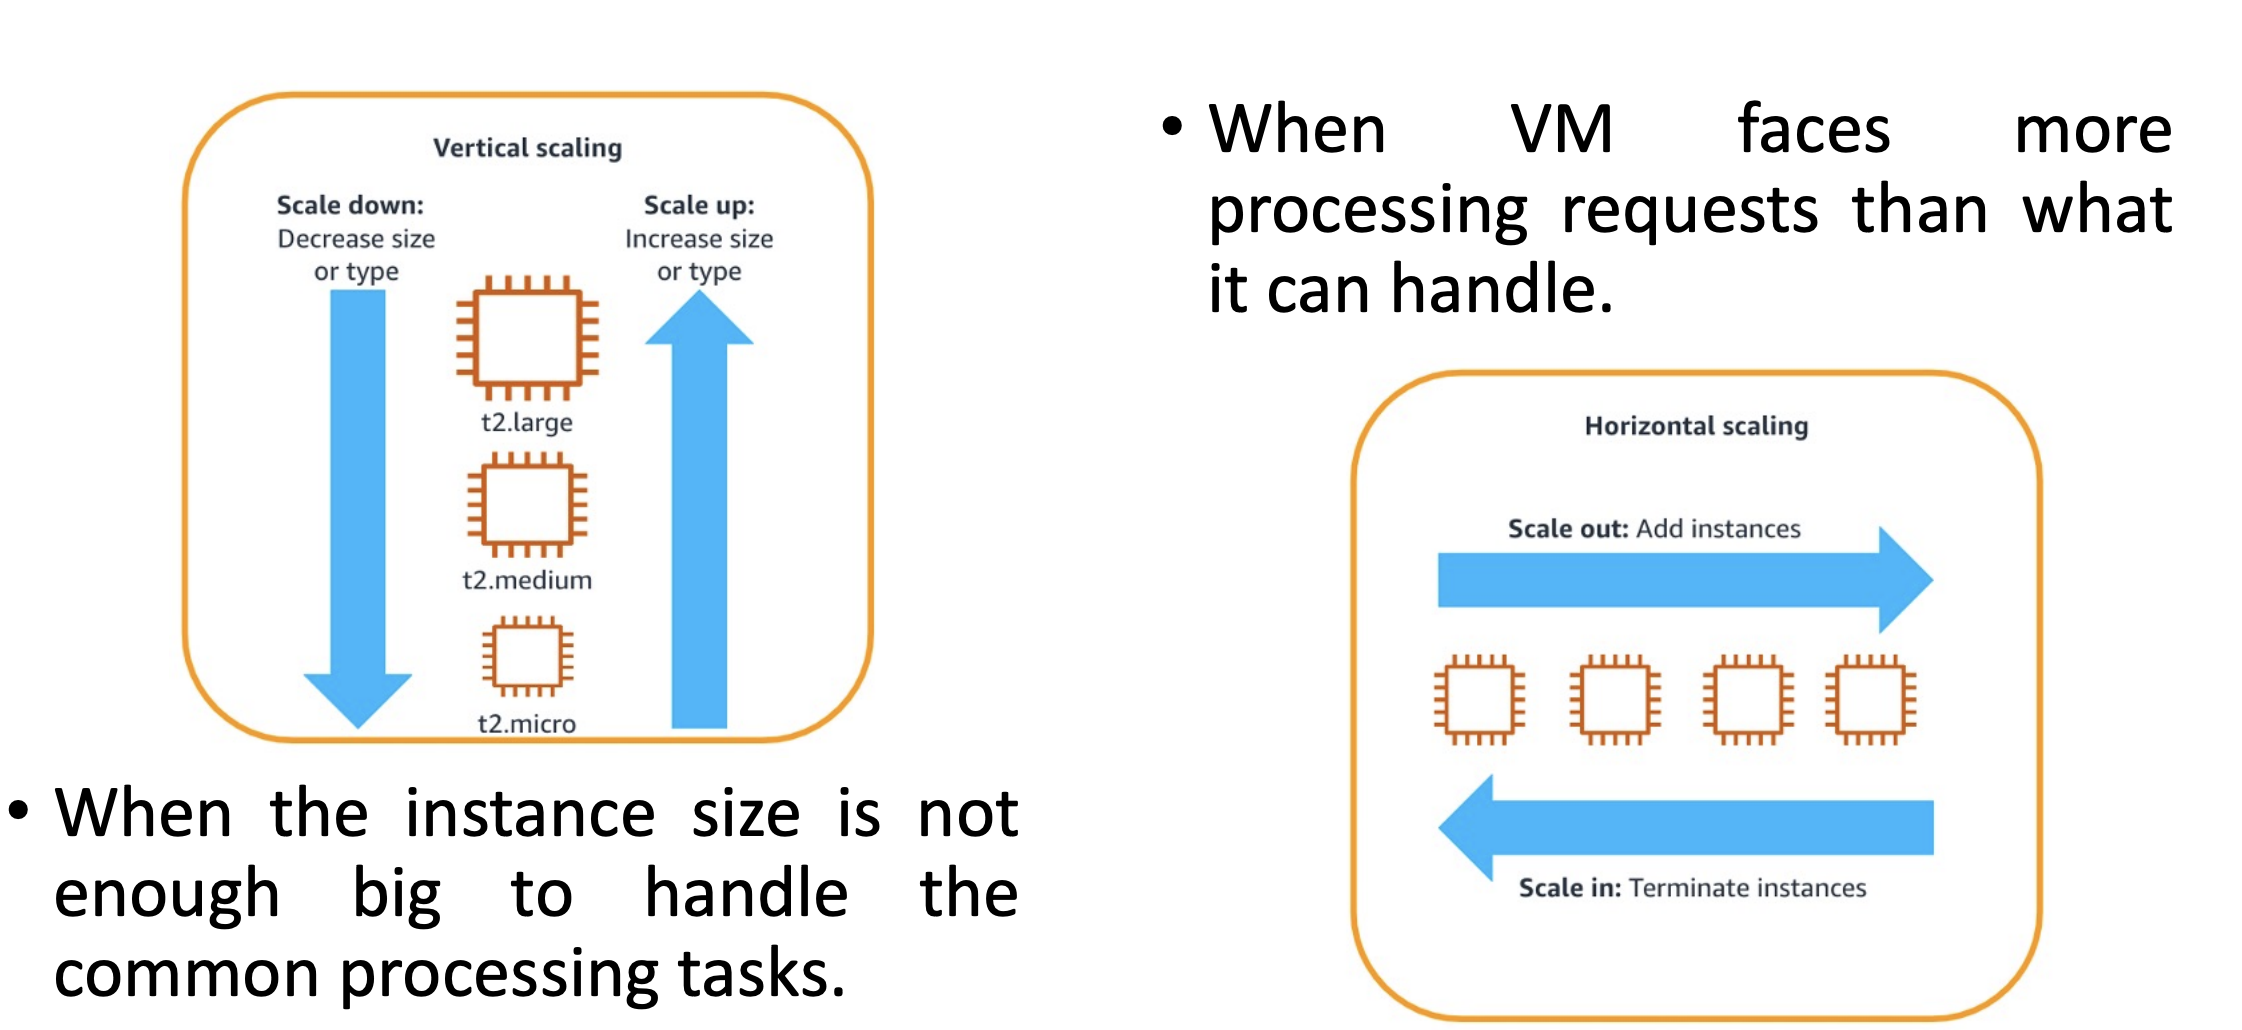 Vertical scaling
Scale down:
Decrease size
or type
Scale up:
Increase size
or type
t2.large
t2.medium
t2.micro
• When the instance size is not
enough big to handle the
common processing tasks.
• When VM faces more
processing requests than what
it can handle.
Horizontal scaling
Scale out: Add instances
Scale in: Terminate instances